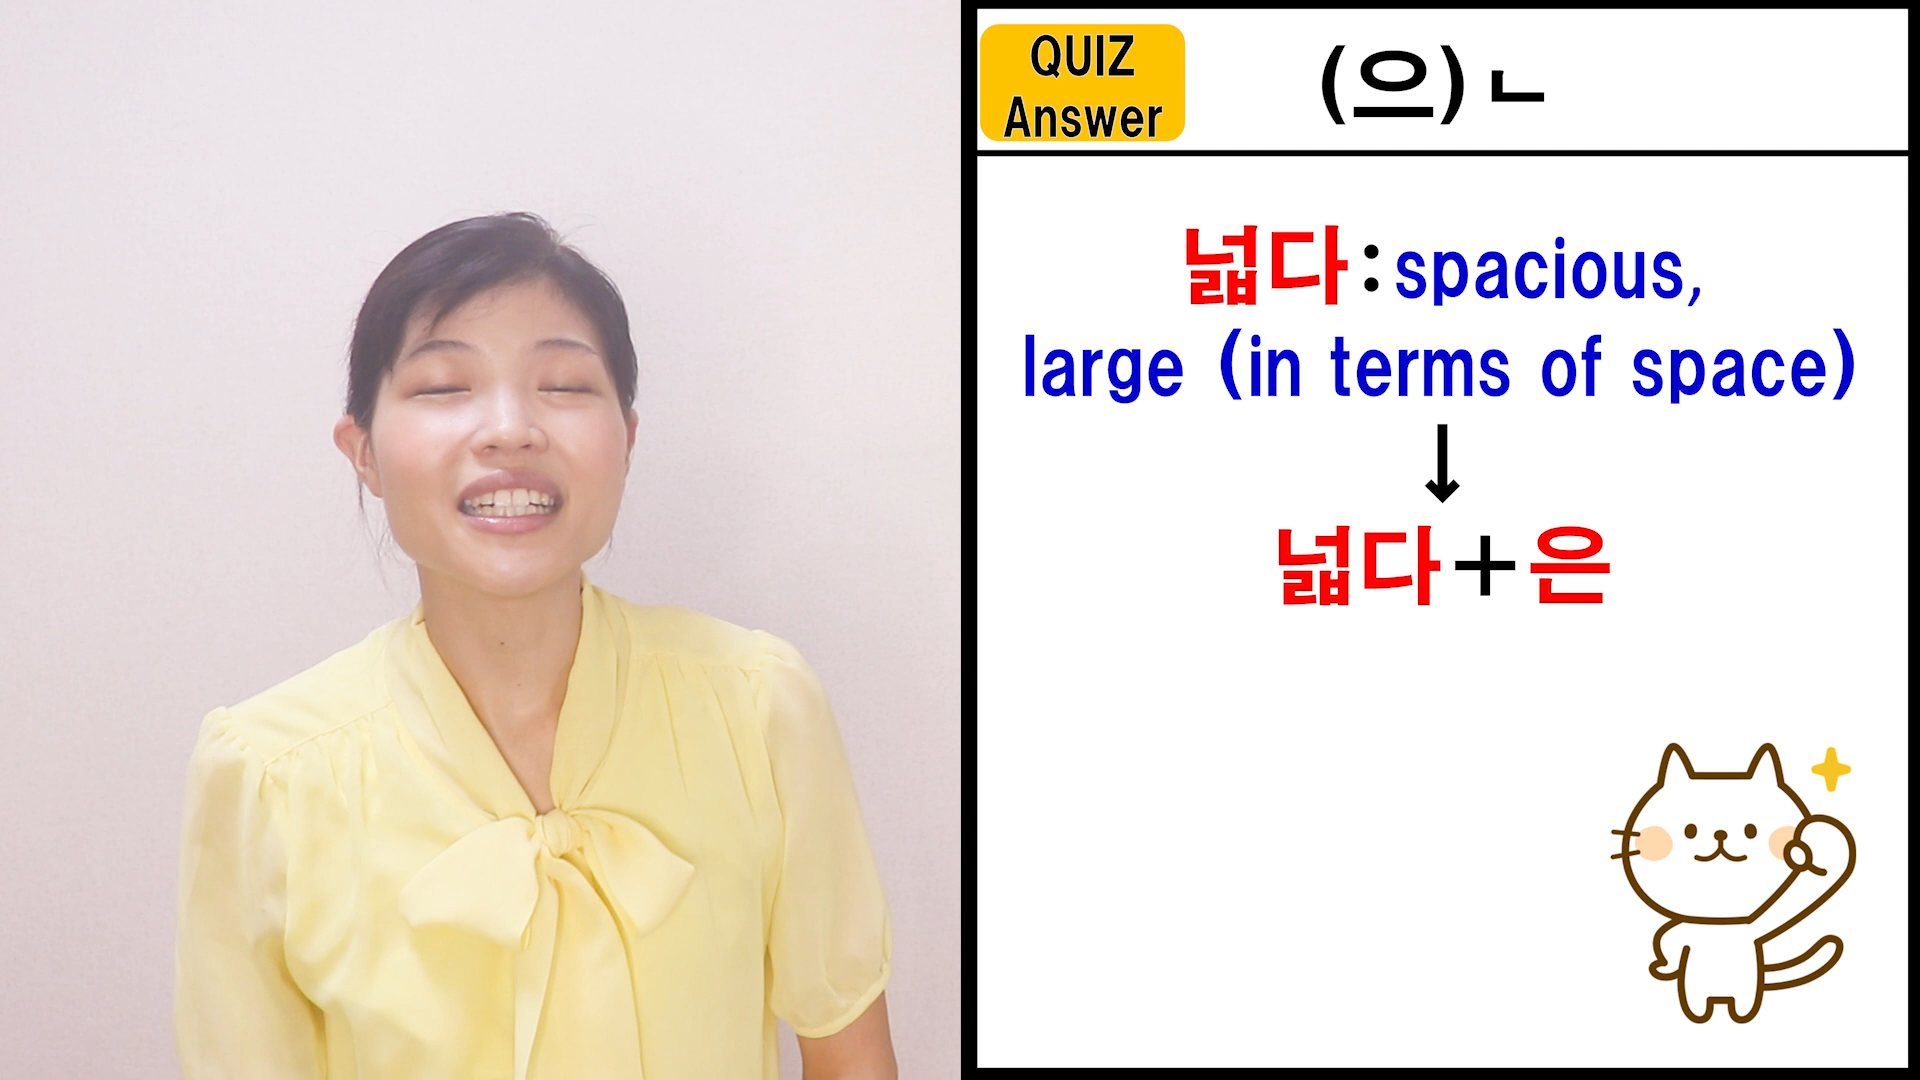 QUIZ
Answer
(으)ㄴ
넓다:spacious,
large (in terms of space)
↓
넓다+은